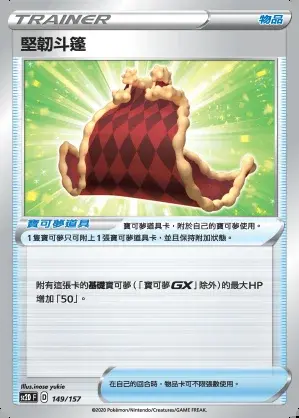 TRAINER 物品
堅韌斗篷
寶可夢道具 寶可夢道具卡,附於自己的寶可夢使用。
1隻寶可夢只可附上1張寶可夢道具卡,並且保持附加狀態。
附有這張卡的基礎寶可夢(「寶可夢GX」除外)的最大HP
增加「50」。
Illus.inose yukie
F 149/157
在自己的回合時,物品卡可不限張數使用。
©2020 Pokémon/Nintendo/Creatures/GAME FREAK.